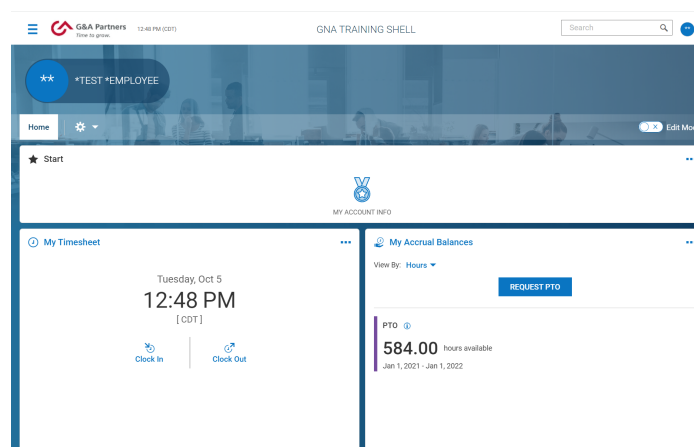 G&A Partners
Time to grow.
12:48 PM (CDT)
GNA TRAINING SHELL
Search
**
** *TEST *EMPLOYEE
Home
Edit Mod
Start
MY ACCOUNT INFO
My Timesheet
Tuesday, Oct 5
12:48 PM
[ CDT ]
Clock In
Clock Out
My Accrual Balances
View By: Hours
REQUEST PTO
PTO
584.00 hours available
Jan 1, 2021 - Jan 1, 2022